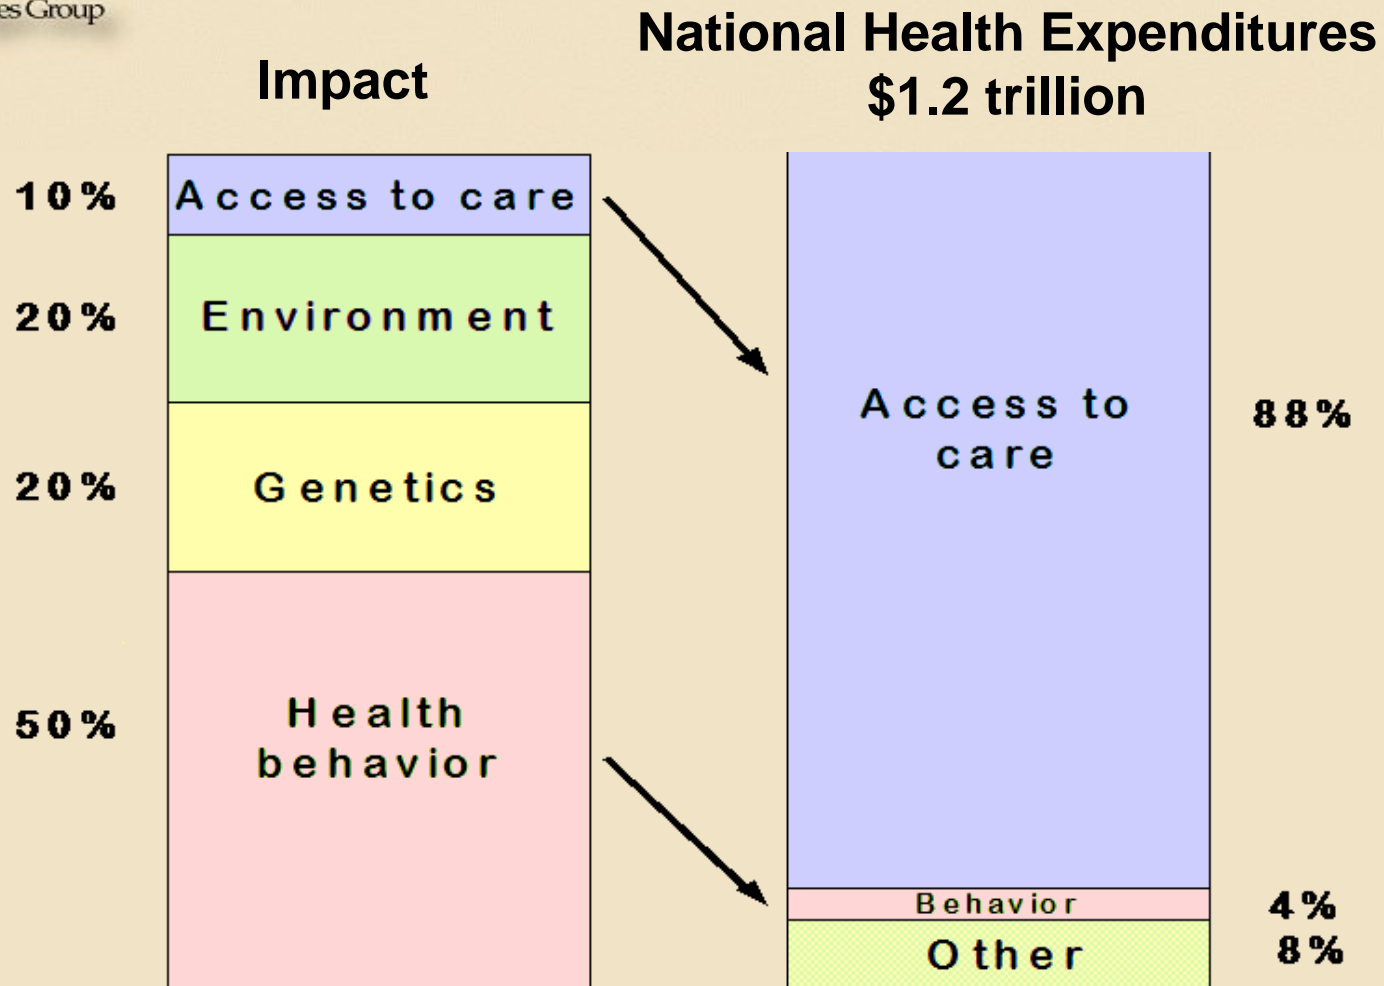 Group
Impact
National Health Expenditures
$1.2 trillion
10%
Access to care
20%
Environment
20%
Genetics
50%
Health
behavior
Access to
care
88%
Behavior
4%
Other
8%